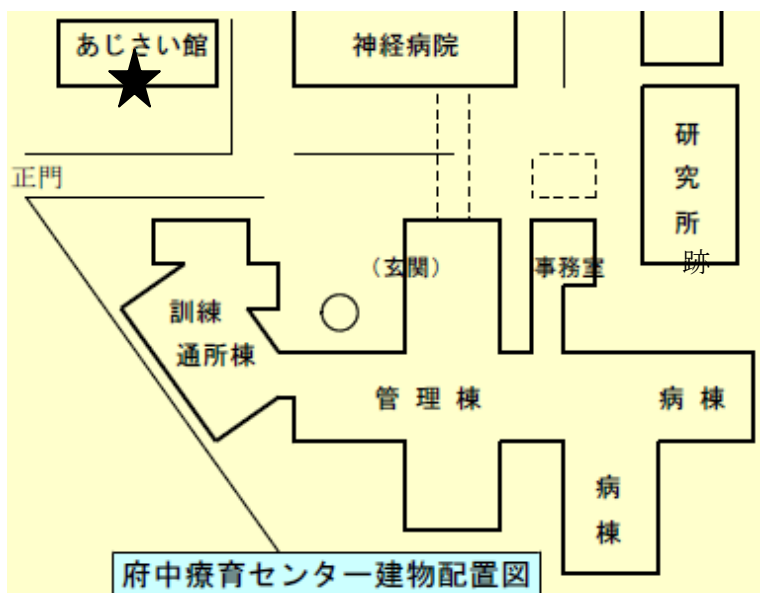 あじさい館
神経病院
研究所
跡
正門
(玄関)
事務室
訓練
通所棟
管理棟
病棟
病棟
府中療育センター建物配置図